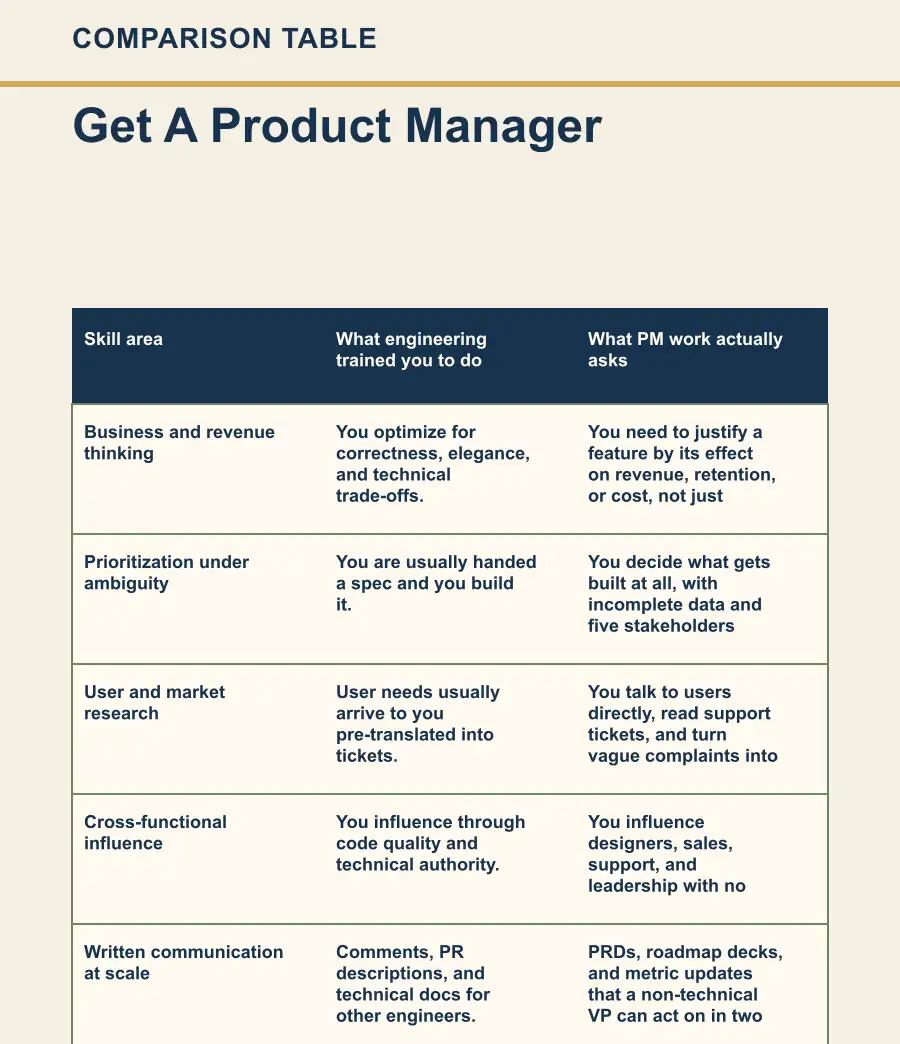 COMPARISON TABLE
Get A Product Manager
Skill area
What engineering
trained you to do
What PM work actually
asks
Business and revenue
thinking
You optimize for
correctness, elegance,
and technical
trade-offs.
You need to justify a
feature by its effect
on revenue, retention,
or cost, not just
Prioritization under
ambiguity
You are usually handed
a spec and you build
it.
You decide what gets
built at all, with
incomplete data and
five stakeholders
User and market
research
User needs usually
arrive to you
pre-translated into
tickets.
You talk to users
directly, read support
tickets, and turn
vague complaints into
Cross-functional
influence
You influence through
code quality and
technical authority.
You influence
designers, sales,
support, and
leadership with no
Written communication
at scale
Comments, PR
descriptions, and
technical docs for
other engineers.
PRDs, roadmap decks,
and metric updates
that a non-technical
VP can act on in two